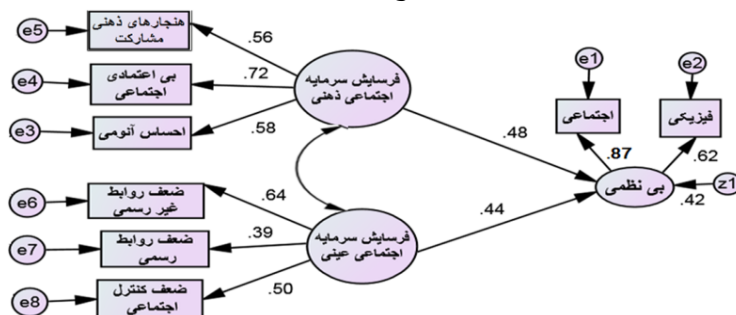 e5
هنجارهای ذهنی
مشارکت
.56
e4
بی اعتمادی
اجتماعی
.72
e3
احساس آنومی
.58
فرسایش سرمایه
اجتماعی ذهنی
e6
ضعف روابط
غیر رسمی
.64
e7
ضعف روابط
رسمی
.39
e8
ضعف کنترل
اجتماعی
.50
فرسایش سرمایه
اجتماعی عینی
.48
.44
e1
e2
اجتماعی
فیزیکی
.87
.62
بی نظمی
z1
.42